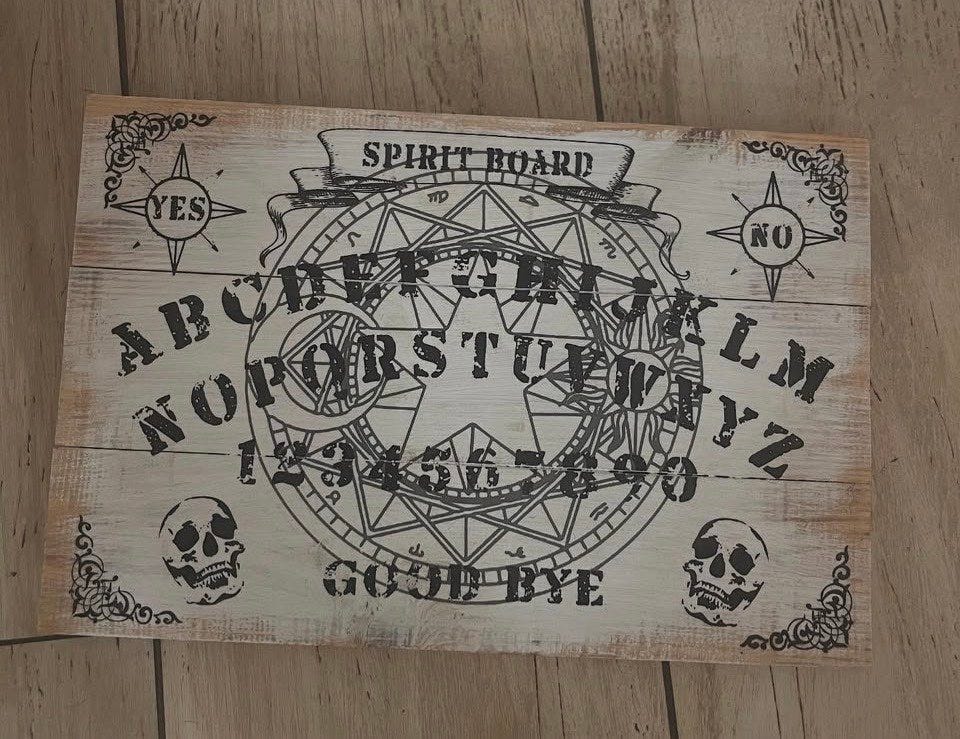 SPIRIT BOARD
YES
NO
ABCDEFGHIJKLM
NOPQRSTUVWXYZ
1234567890
GOOD BYE